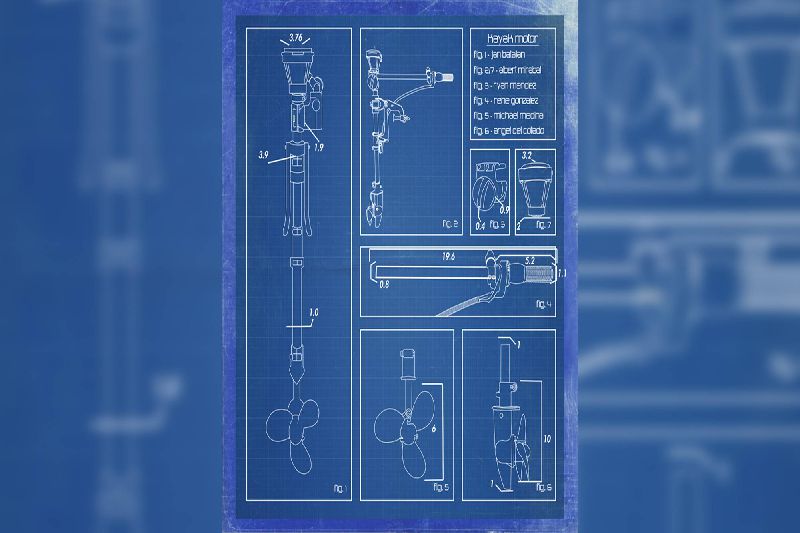 3.76
1.9
3.9
1.0
fig. 1
fig. 2
kayak motor
fig. 1 - jan bafalan
fig. 2,7 - albert mirabal
fig. 3 - ryan mendez
fig. 4 - rene gonzalez
fig. 5 - michael medina
fig. 6 - angel del collado
0.9
0.4
fig. 3
3.2
2
fig. 7
19.6
5.2
1.1
0.8
fig. 4
6
fig. 5
1
10
1
fig. 6